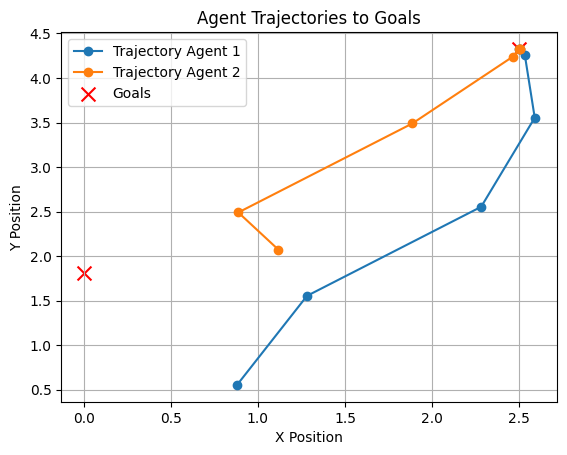 Agent Trajectories to Goals
Trajectory Agent 1
Trajectory Agent 2
Goals
Y Position
4.5
4.0
3.5
3.0
2.5
2.0
1.5
1.0
0.5
0.0 0.5 1.0 1.5 2.0 2.5
X Position